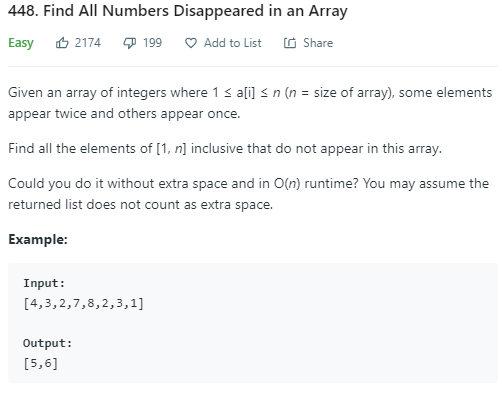 448. Find All Numbers Disappeared in an Array
Easy 2174 199 Add to List Share
Given an array of integers where 1 ≤ a[i] ≤ n (n = size of array), some elements
appear twice and others appear once.
Find all the elements of [1, n] inclusive that do not appear in this array.
Could you do it without extra space and in O(n) runtime? You may assume the
returned list does not count as extra space.
Example:
Input:
[4,3,2,7,8,2,3,1]
Output:
[5,6]